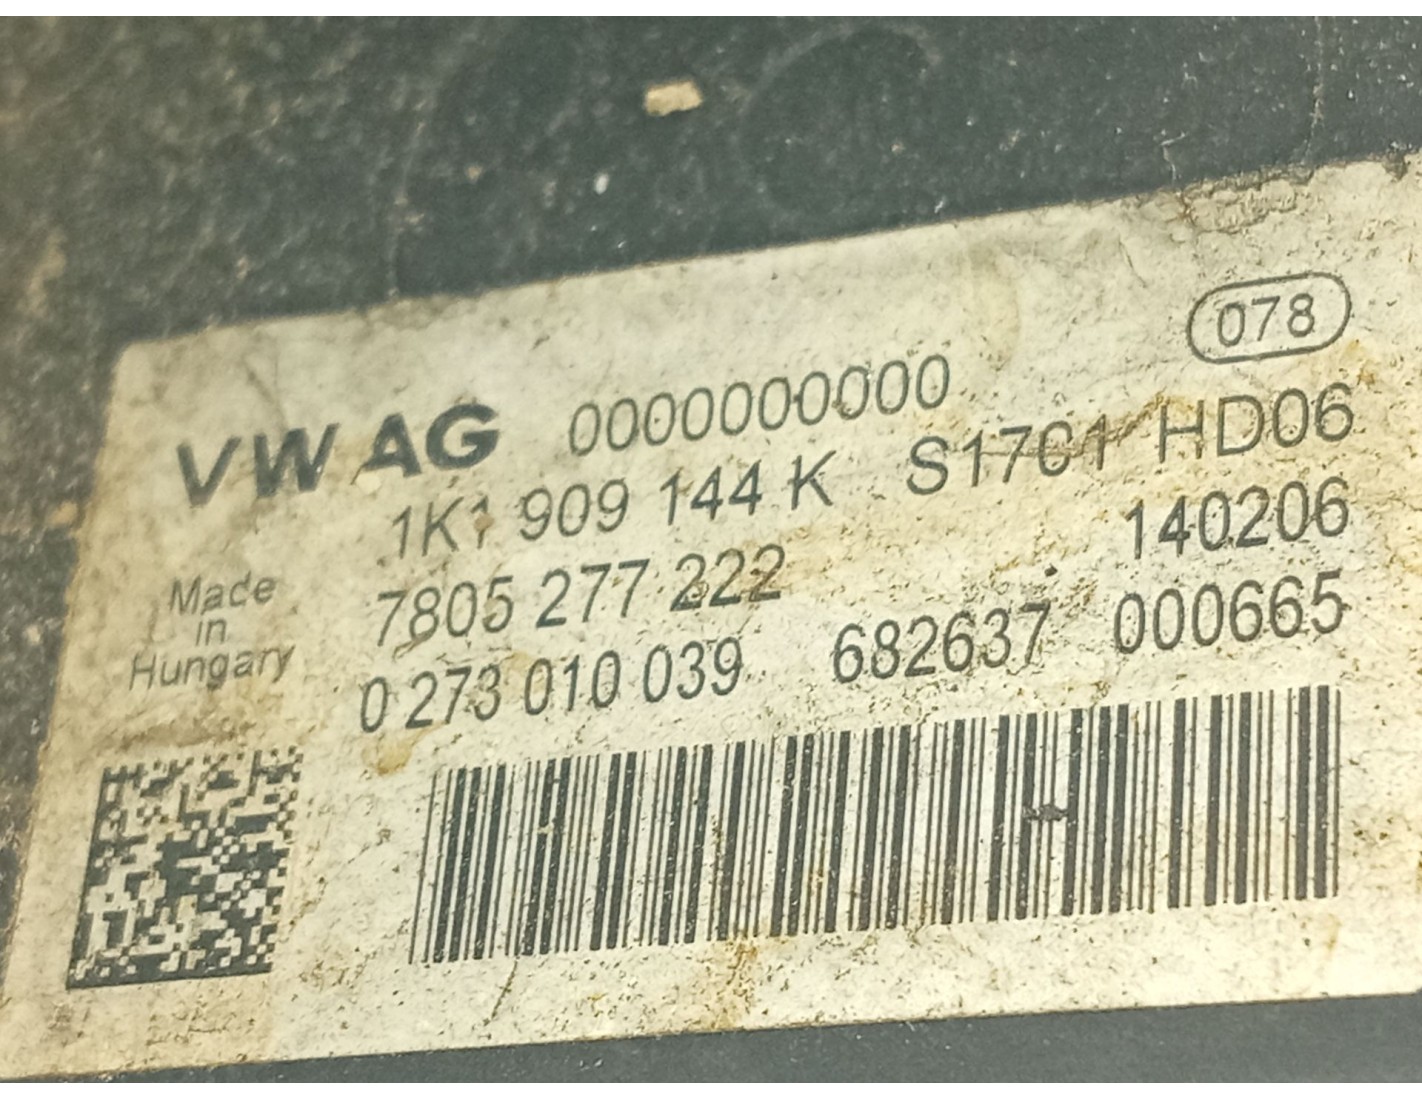 078
VW AG 0000000000
1K1 909 144 K S1701 HD06
7805 277 222 140206
0 273 010 039 682637 000665
Made
in
Hungary